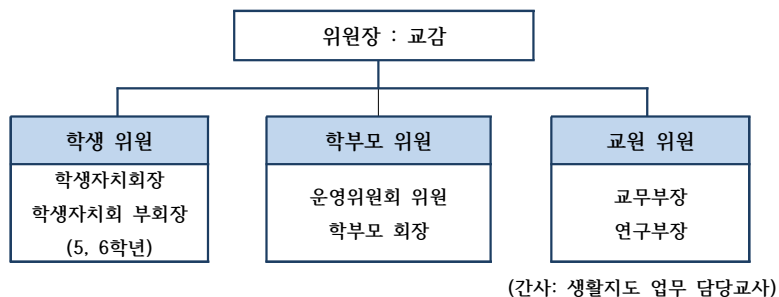 위원장 : 교감
학생 위원
학생자치회장
학생자치회 부회장
(5, 6학년)
학부모 위원
운영위원회 위원
학부모 회장
교원 위원
교무부장
연구부장
(간사: 생활지도 업무 담당교사)